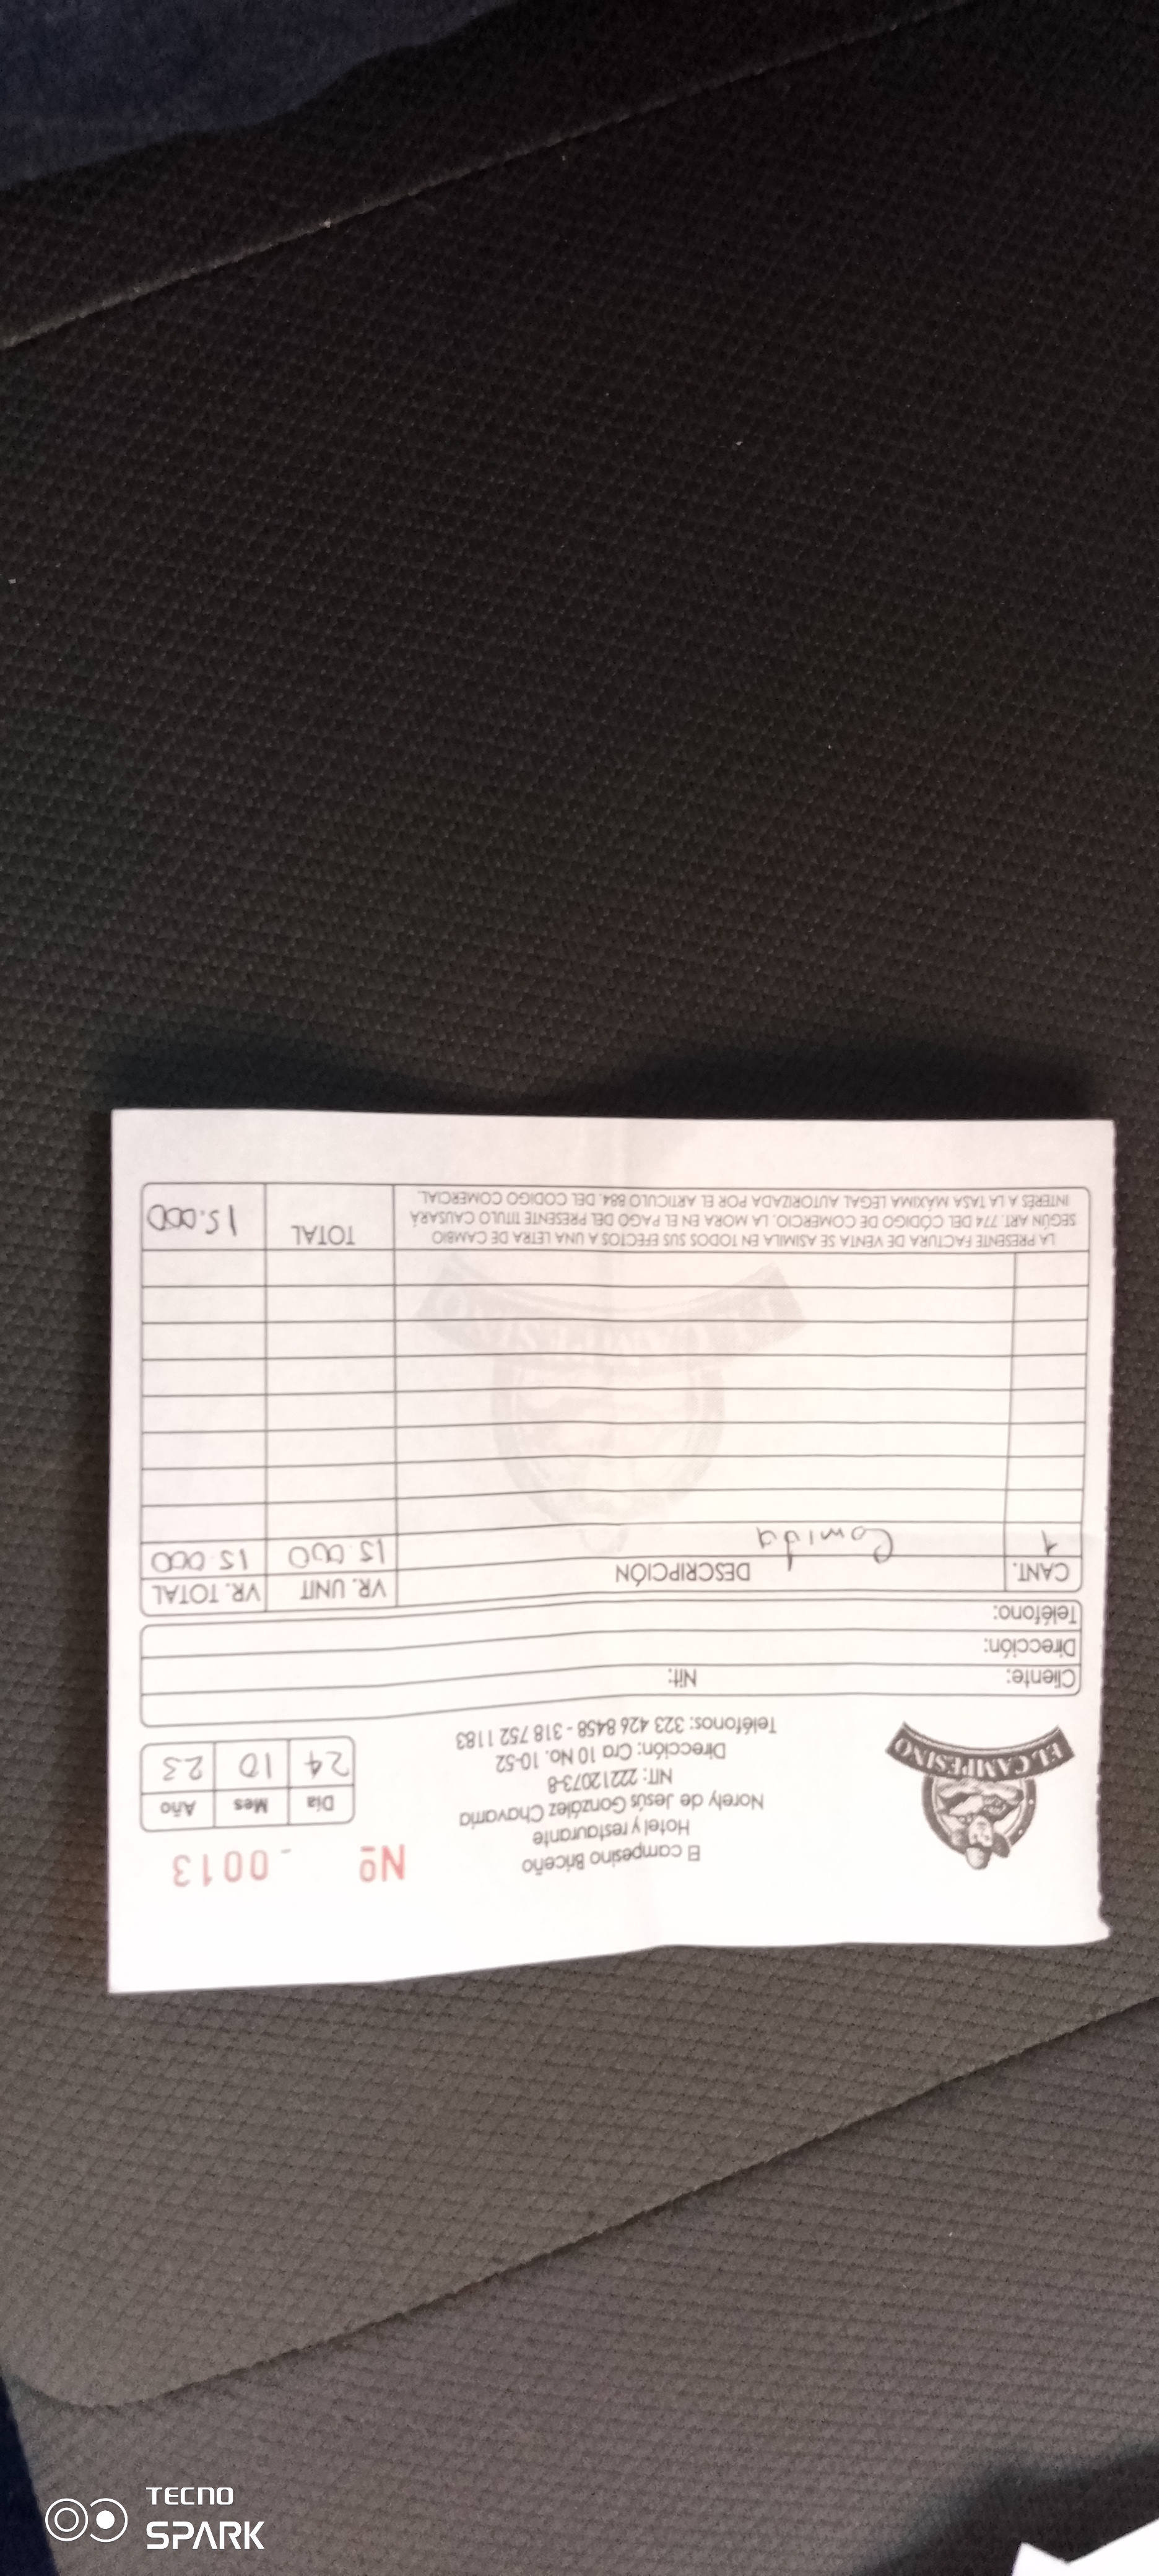 EL CAMPESINO
El campesino Briceño
Hotel y restaurante
Norely de Jesús González Chavarria
NIT: 22212073-8
Dirección: Cra 10 No. 10-52
Teléfonos: 323 426 8458 - 318 752 1183
Nº 0013
Día Mes Año
24 10 23
Cliente: Nit:
Dirección:
Teléfono:
CANT. DESCRIPCIÓN VR. UNIT VR. TOTAL
1 Comida 15.000 15.000
LA PRESENTE FACTURA DE VENTA SE ASIMILA EN TODOS SUS EFECTOS A UNA LETRA DE CAMBIO
SEGÚN ART. 774 DEL CÓDIGO DE COMERCIO. LA MORA EN EL PAGO DEL PRESENTE TITULO CAUSARÁ
INTERÉS A LA TASA MÁXIMA LEGAL AUTORIZADA POR EL ARTICULO 884. DEL CODIGO COMERCIAL.
TOTAL 15.000
TECNO
SPARK